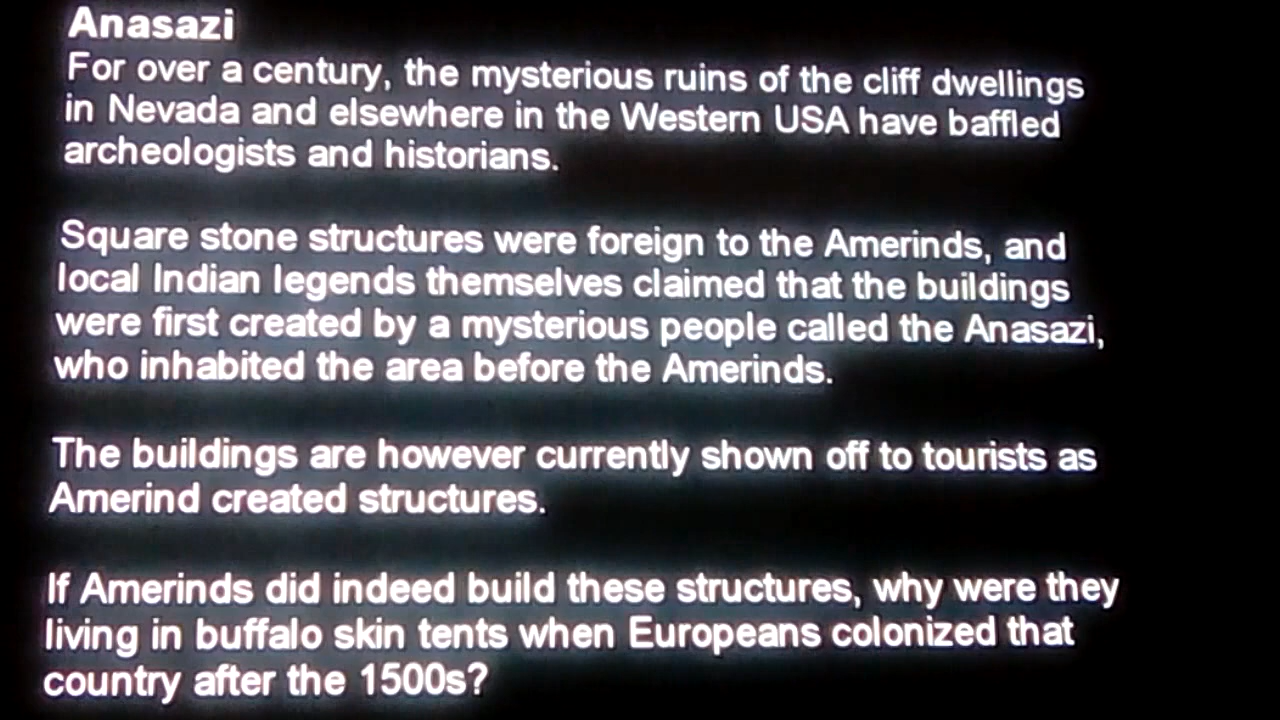 Anasazi
For over a century, the mysterious ruins of the cliff dwellings
in Nevada and elsewhere in the Western USA have baffled
archeologists and historians.
Square stone structures were foreign to the Amerinds, and
local Indian legends themselves claimed that the buildings
were first created by a mysterious people called the Anasazi,
who inhabited the area before the Amerinds.
The buildings are however currently shown off to tourists as
Amerind created structures.
If Amerinds did indeed build these structures, why were they
living in buffalo skin tents when Europeans colonized that
country after the 1500s?